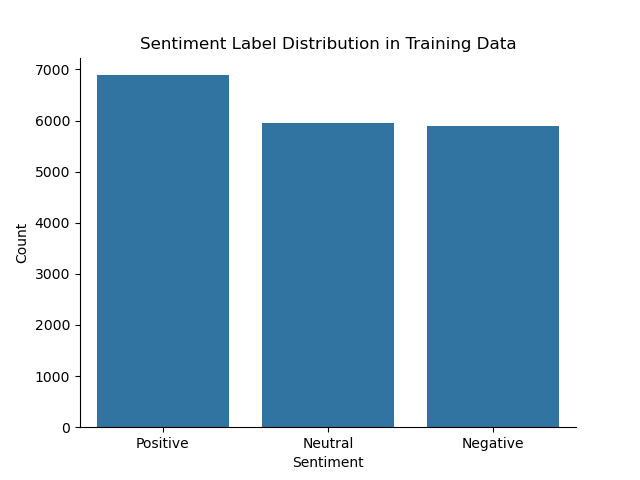 Sentiment Label Distribution in Training Data
7000
6000
5000
4000
3000
2000
1000
0
Count
Positive Neutral Negative
Sentiment